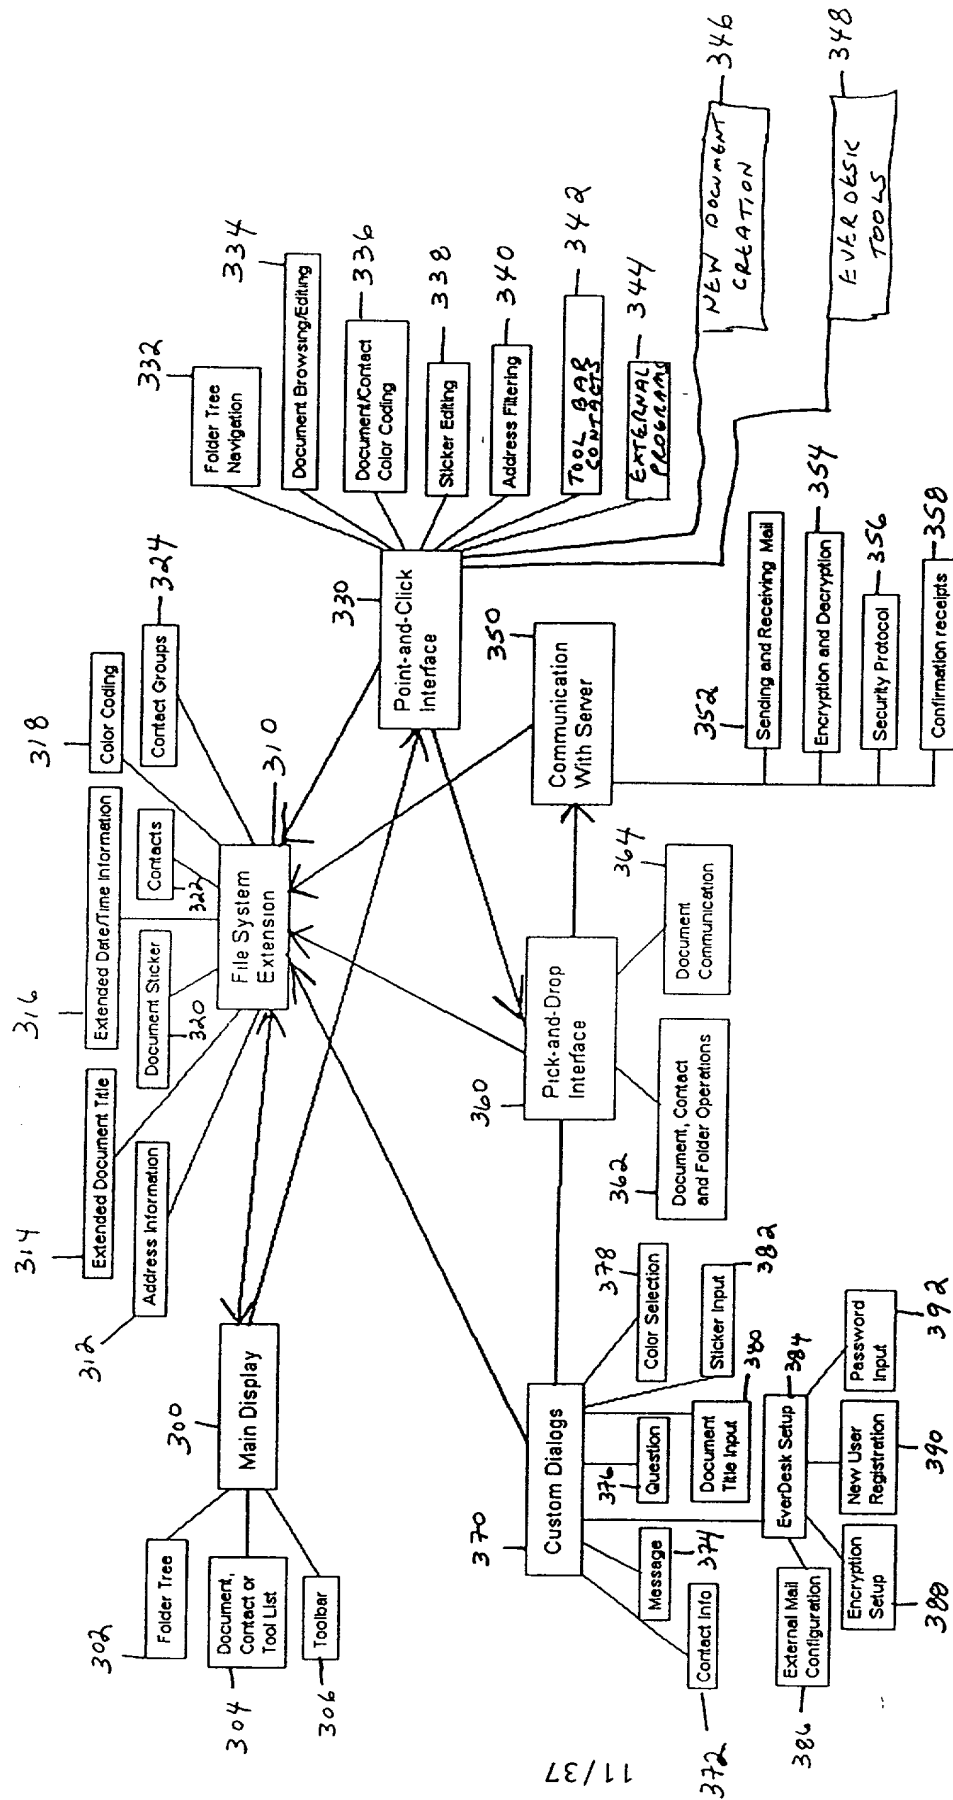 316
314
312
318
324
Extended Document Title
Extended Date/Time Information
Color Coding
Address Information
Document Sticker
320
Contacts
322
Contact Groups
310
File System
Extension
300
Main Display
302
Folder Tree
304
Document,
Contact or
Tool List
306
Toolbar
330
Point-and-Click
Interface
332
Folder Tree
Navigation
334
Document Browsing/Editing
336
Document/Contact
Color Coding
338
Sticker Editing
340
Address Filtering
342
TOOL BAR
CONTACTS
344
EXTERNAL
PROGRAMS
346
NEW DOCUMENT
CREATION
348
EVERDESK
TOOLS
350
Communication
With Server
352
Sending and Receiving Mail
354
Encryption and Decryption
356
Security Protocol
358
Confirmation receipts
360
Pick-and-Drop
Interface
362
Document, Contact
and Folder Operations
364
Document
Communication
370
Custom Dialogs
372
Contact Info
374
Message
376
Question
378
Color Selection
380
Document
Title Input
382
Sticker Input
384
EverDesk Setup
386
External Mail
Configuration
388
Encryption
Setup
390
New User
Registration
392
Password
Input
11/37